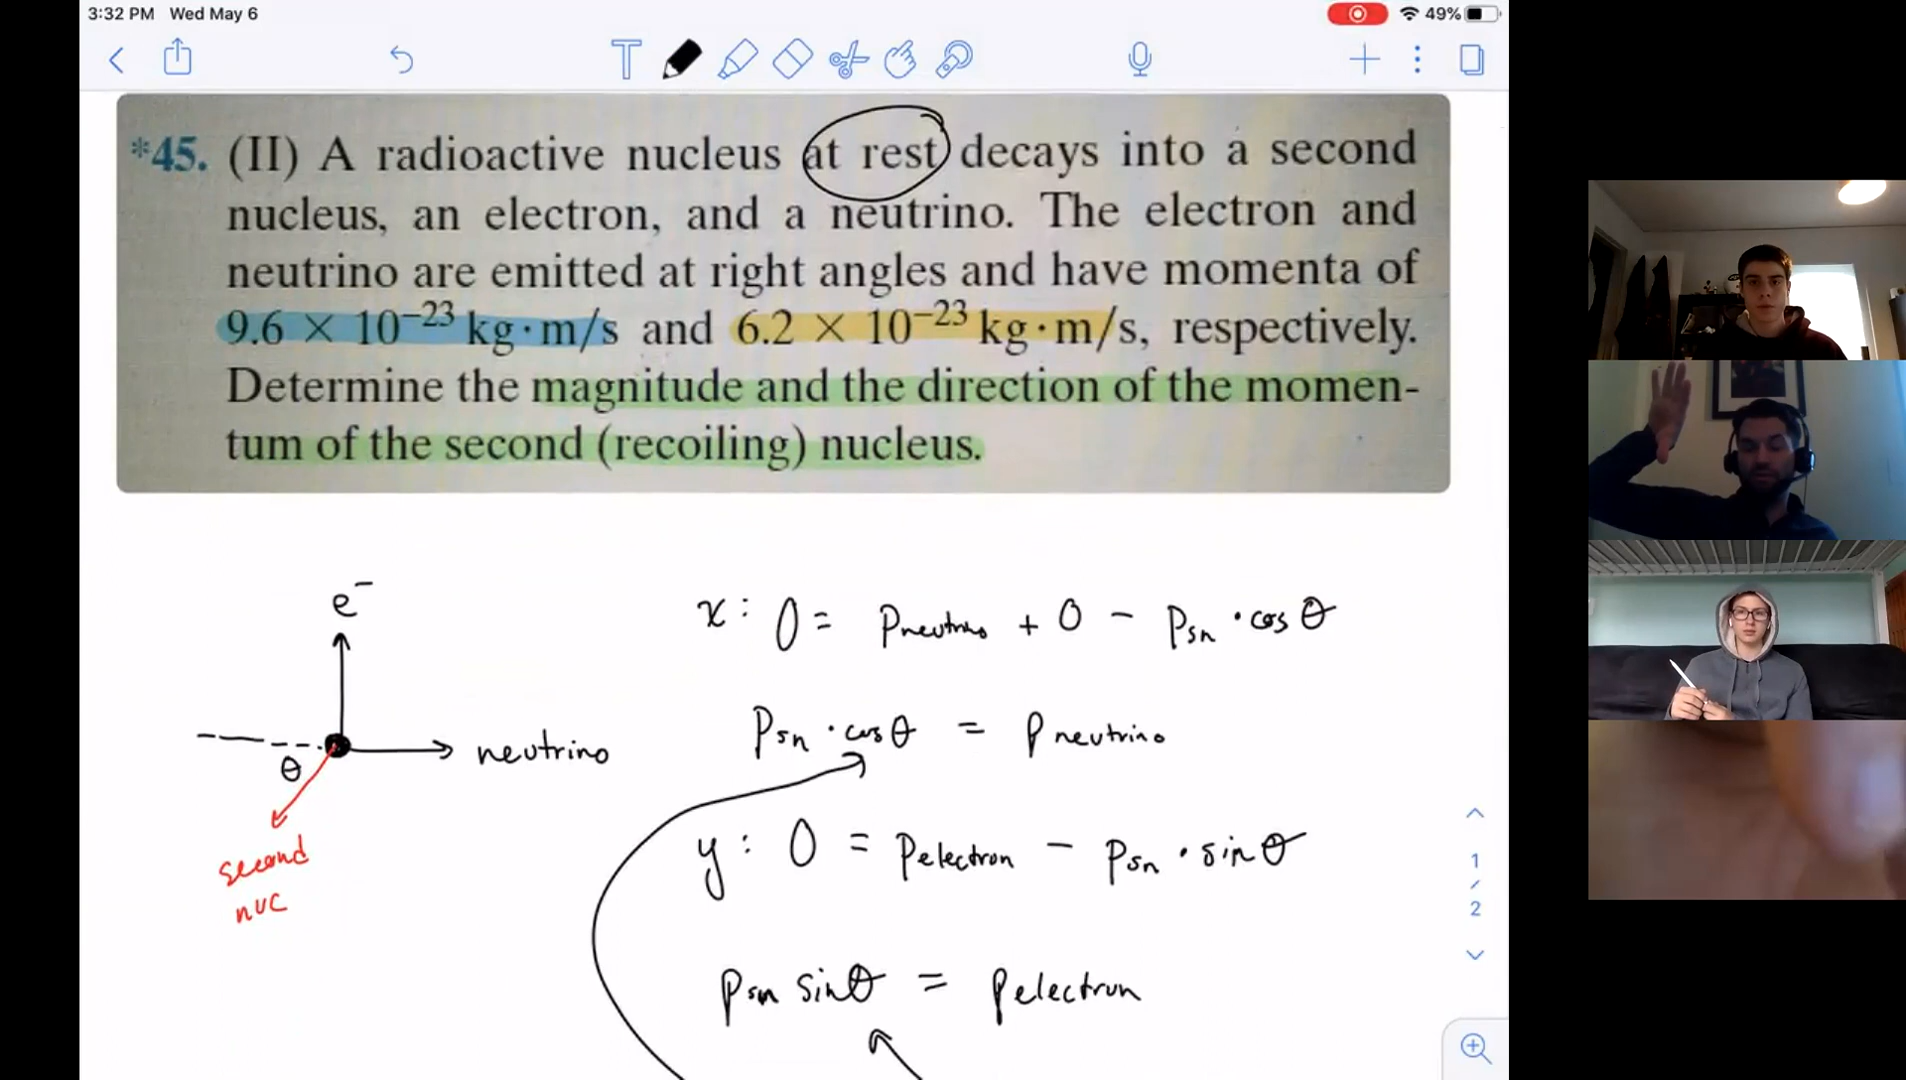 3:32 PM Wed May 6
49%
*45. (II) A radioactive nucleus at rest decays into a second
nucleus, an electron, and a neutrino. The electron and
neutrino are emitted at right angles and have momenta of
9.6 × 10⁻²³ kg·m/s and 6.2 × 10⁻²³ kg·m/s, respectively.
Determine the magnitude and the direction of the momen-
tum of the second (recoiling) nucleus.
e⁻
neutrino
θ
second
nuc
x: 0 = Pneutrino + 0 - Psn · cos θ
Psn · cos θ = Pneutrino
y: 0 = Pelectron - Psn · sin θ
Psn sin θ = Pelectron
1
/
2